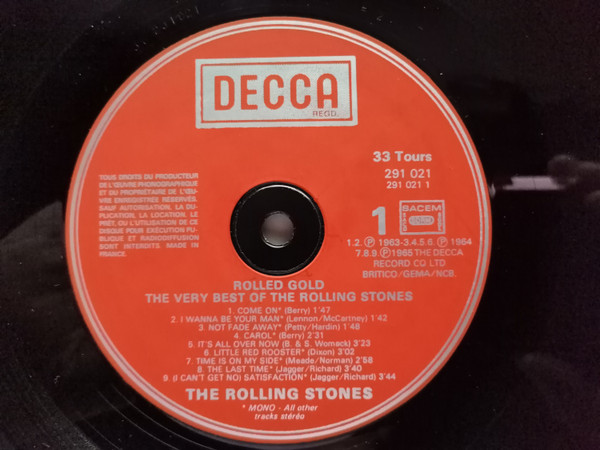 DECCA
REGD.
33 Tours
291 021
291 021 1
TOUS DROITS DU PRODUCTEUR
DE L'ŒUVRE PHONOGRAPHIQUE
ET DU PROPRIÉTAIRE DE L'ŒU-
VRE ENREGISTRÉE RÉSERVÉS.
SAUF AUTORISATION, LA DU-
PLICATION, LA LOCATION, LE
PRÊT, OU L'UTILISATION DE CE
DISQUE POUR EXÉCUTION PU-
BLIQUE ET RADIODIFFUSION
SONT INTERDITS. MADE IN
FRANCE.
1
SACEM
1.2. Ⓟ 1963-3.4.5.6. Ⓟ 1964
7.8.9 Ⓟ 1965 THE DECCA
RECORD CO LTD
BRITICO/GEMA/NCB.
ROLLED GOLD
THE VERY BEST OF THE ROLLING STONES
1. COME ON* (Berry) 1'47
2. I WANNA BE YOUR MAN* (Lennon/McCartney) 1'42
3. NOT FADE AWAY* (Petty/Hardin) 1'48
4. CAROL* (Berry) 2'31
5. IT'S ALL OVER NOW (B. & S. Womack) 3'23
6. LITTLE RED ROOSTER* (Dixon) 3'02
7. TIME IS ON MY SIDE* (Meade/Norman) 2'58
8. THE LAST TIME* (Jagger/Richard) 3'40
9. (I CAN'T GET NO) SATISFACTION* (Jagger/Richard) 3'44
THE ROLLING STONES
* MONO - All other
tracks stéréo